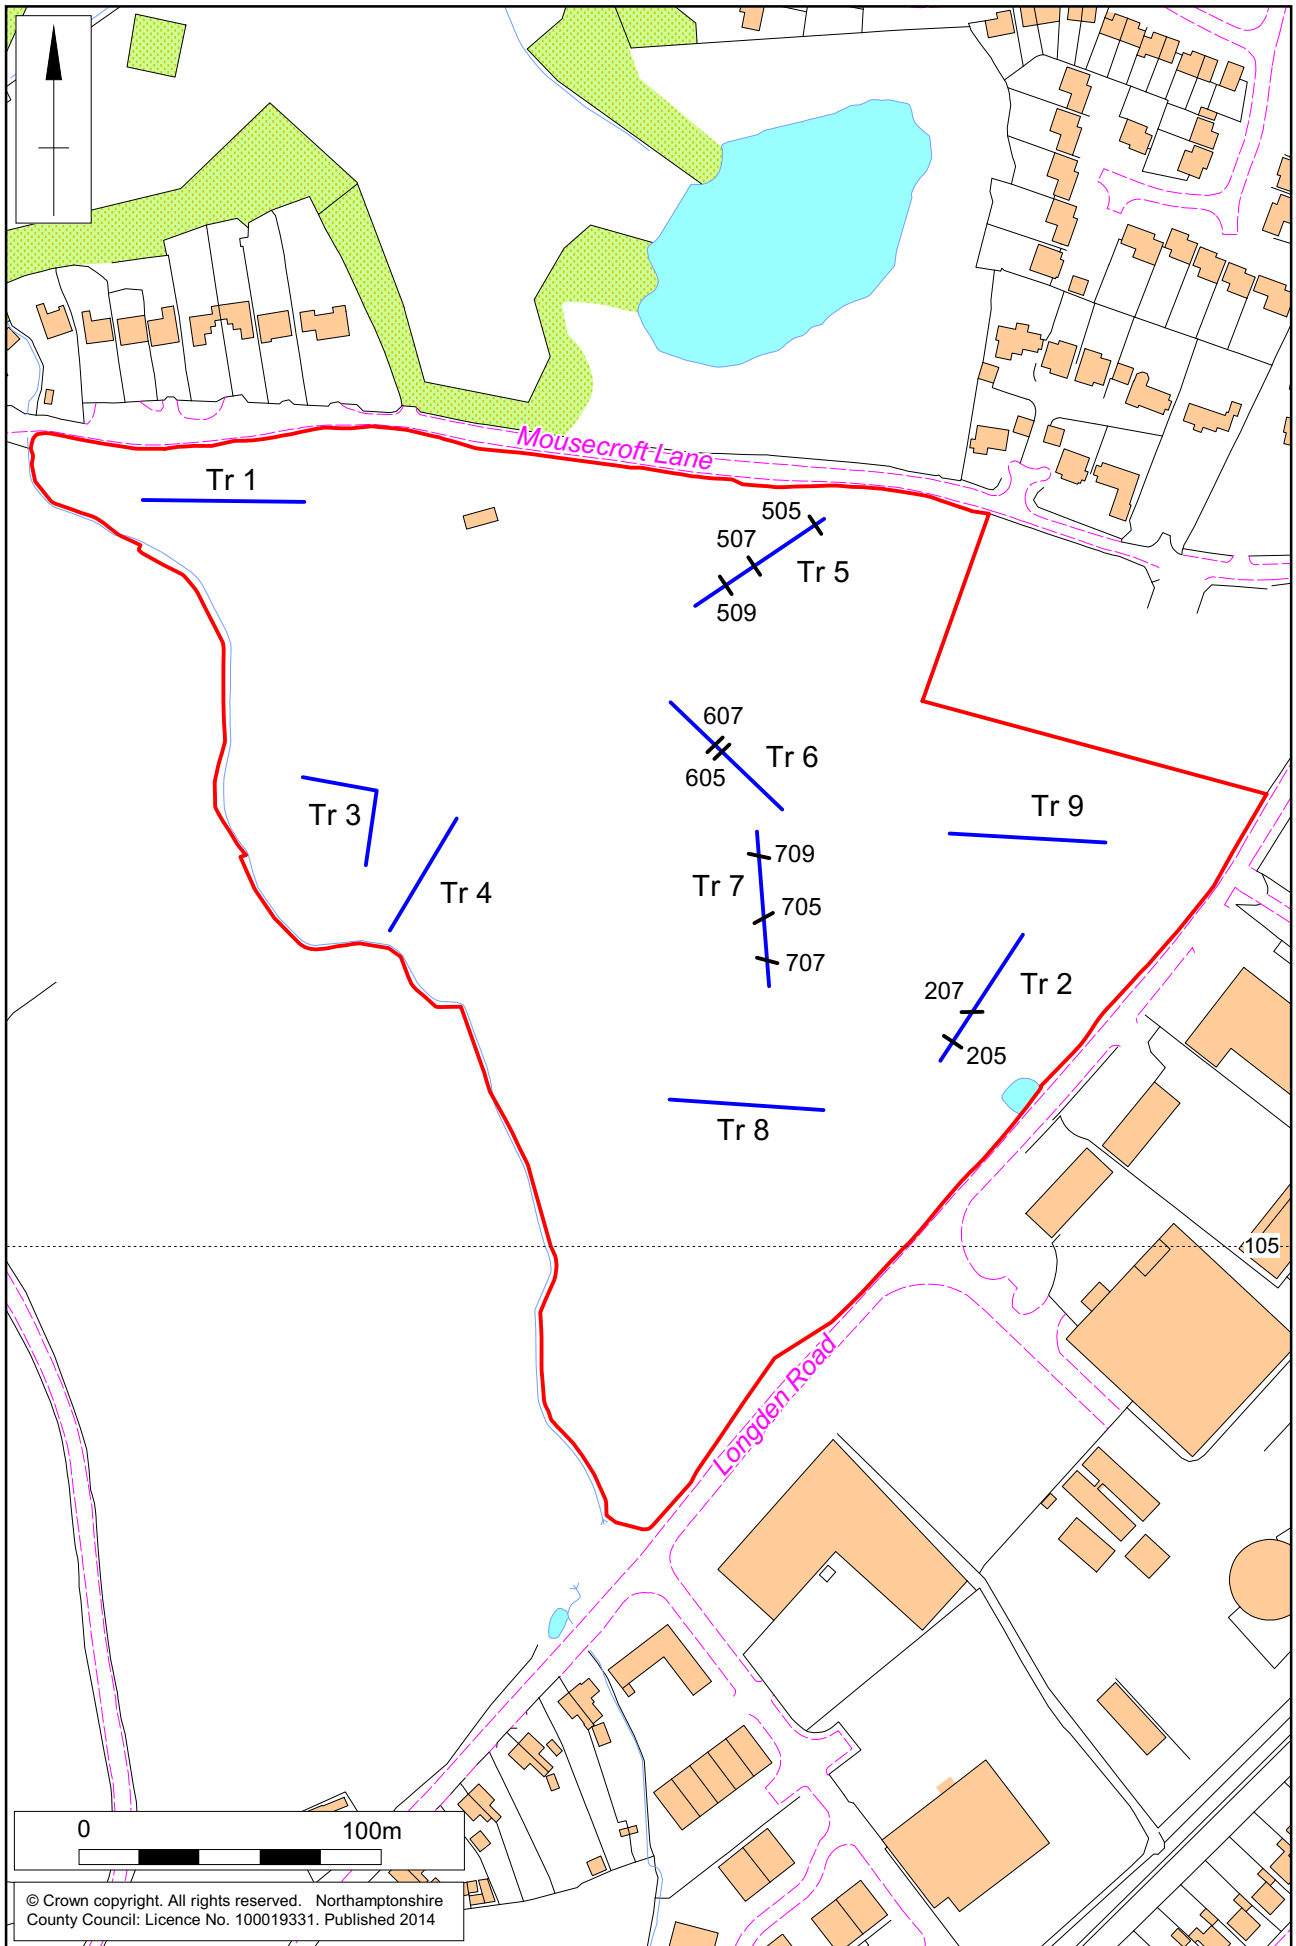 Mousecroft Lane
Tr 1
505
507
Tr 5
509
607
Tr 6
605
Tr 9
Tr 3
709
Tr 7
Tr 4
705
707
207
Tr 2
205
Tr 8
105
Longden Road
0 100m
© Crown copyright. All rights reserved. Northamptonshire
County Council: Licence No. 100019331. Published 2014